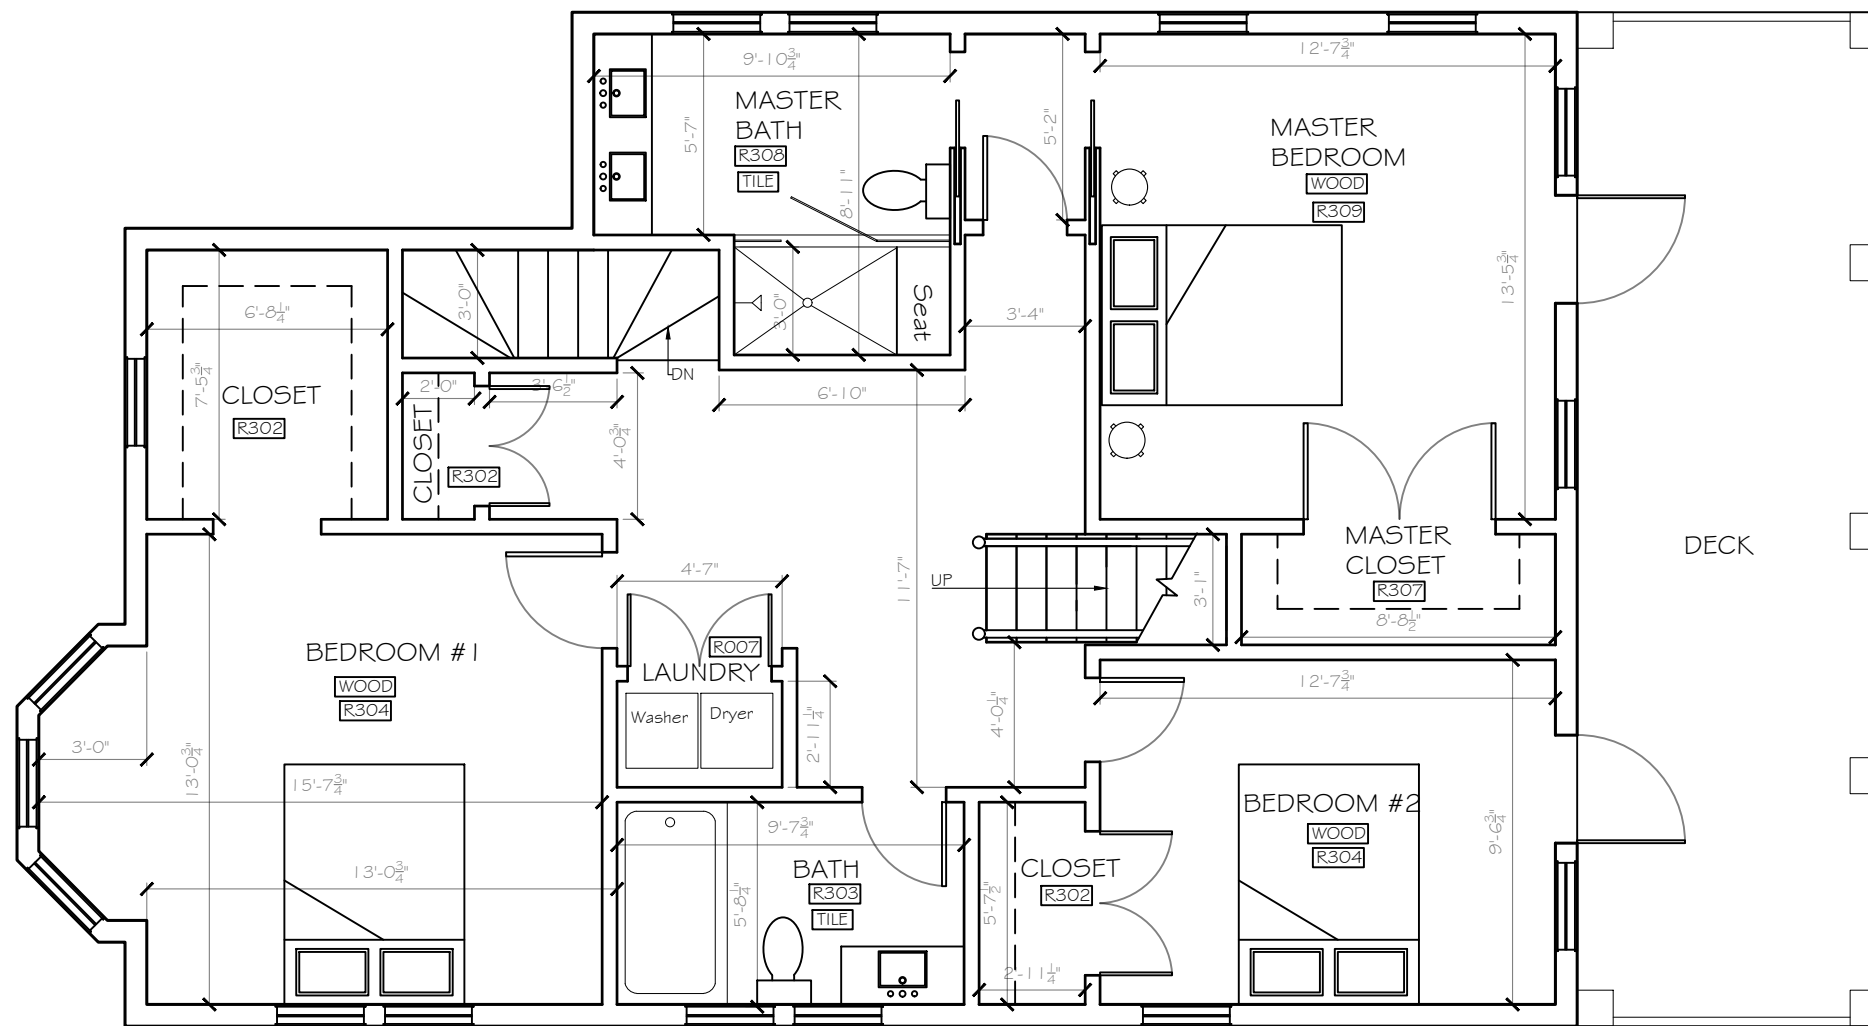 9'-10¾"
12'-7¾"
MASTER
BATH
R308
TILE
5'-7"
8'-11"
5'-2"
MASTER
BEDROOM
WOOD
R309
13'-5¾"
6'-8¼"
3'-0"
3'-0"
Seat
3'-4"
DN
7'-5¾"
CLOSET
R302
2'-0"
3'-6½"
6'-10"
CLOSET
R302
4'-0¾"
MASTER
CLOSET
R307
8'-8½"
DECK
4'-7"
11'-7"
UP
3'-1"
BEDROOM #1
WOOD
R304
R007
LAUNDRY
Washer
Dryer
2'-11¼"
4'-0¼"
12'-7¾"
3'-0"
13'-0¾"
15'-7¾"
13'-0¾"
9'-7¾"
BATH
R303
TILE
5'-8¼"
CLOSET
R302
5'-7½"
2'-11¼"
BEDROOM #2
WOOD
R304
9'-6¾"